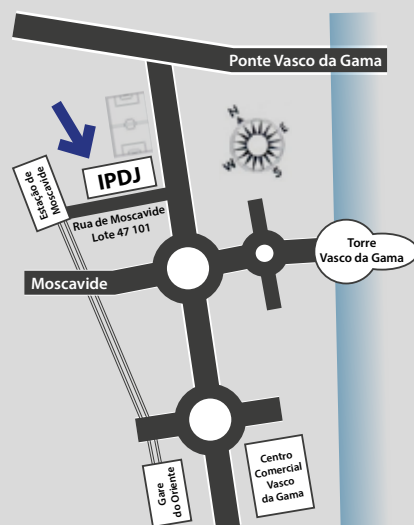 Ponte Vasco da Gama
N
E
W
S
IPDJ
Estação de
Moscavide
Rua de Moscavide
Lote 47 101
Torre
Vasco da Gama
Moscavide
Centro
Comercial
Vasco
da Gama
Gare
do Oriente